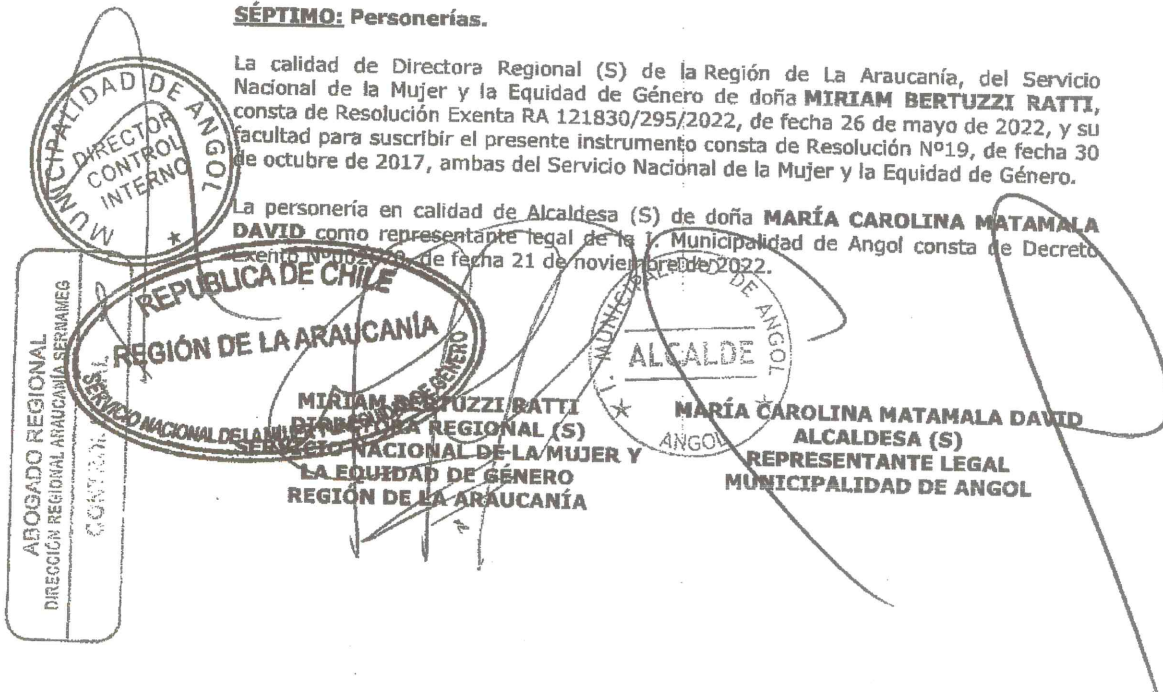 SÉPTIMO: Personerías.
La calidad de Directora Regional (S) de la Región de La Araucanía, del Servicio
Nacional de la Mujer y la Equidad de Género de doña MIRIAM BERTUZZI RATTI,
consta de Resolución Exenta RA 121830/295/2022, de fecha 26 de mayo de 2022, y su
facultad para suscribir el presente instrumento consta de Resolución Nº19, de fecha 30
de octubre de 2017, ambas del Servicio Nacional de la Mujer y la Equidad de Género.
La personería en calidad de Alcaldesa (S) de doña MARÍA CAROLINA MATAMALA
DAVID como representante legal de la I. Municipalidad de Angol consta de Decreto
Exento de fecha 21 de noviembre de 2022.
MUNICIPALIDAD DE ANGOL
DIRECTOR
CONTROL
INTERNO
REPUBLICA DE CHILE
REGIÓN DE LA ARAUCANÍA
SERVICIO NACIONAL DE LA MUJER EQUIDAD DE GÉNERO
ABOGADO REGIONAL
DIRECCIÓN REGIONAL ARAUCANÍA SERNAMEG
I. MUNICIPALIDAD DE ANGOL
ALCALDE
ANGOL
MIRIAM BERTUZZI RATTI
DIRECTORA REGIONAL (S)
SERVICIO NACIONAL DE LA MUJER Y
LA EQUIDAD DE GÉNERO
REGIÓN DE LA ARAUCANÍA
MARÍA CAROLINA MATAMALA DAVID
ALCALDESA (S)
REPRESENTANTE LEGAL
MUNICIPALIDAD DE ANGOL